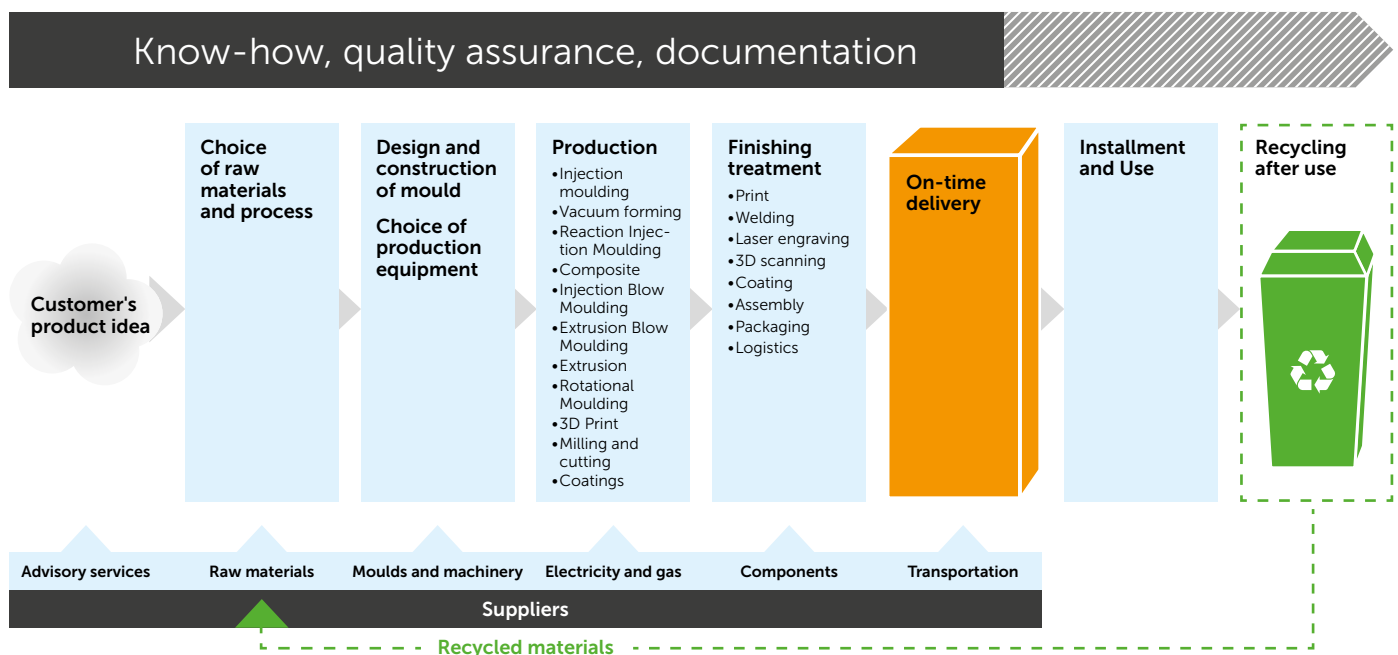 Know-how, quality assurance, documentation
Customer's
product idea
Choice
of raw
materials
and process
Design and
construction
of mould
Choice of
production
equipment
Production
•Injection
moulding
•Vacuum forming
•Reaction Injec-
tion Moulding
•Composite
•Injection Blow
Moulding
•Extrusion Blow
Moulding
•Extrusion
•Rotational
Moulding
•3D Print
•Milling and
cutting
•Coatings
Finishing
treatment
•Print
•Welding
•Laser engraving
•3D scanning
•Coating
•Assembly
•Packaging
•Logistics
On-time
delivery
Installment
and Use
Recycling
after use
Advisory services
Raw materials
Moulds and machinery
Electricity and gas
Components
Transportation
Suppliers
Recycled materials